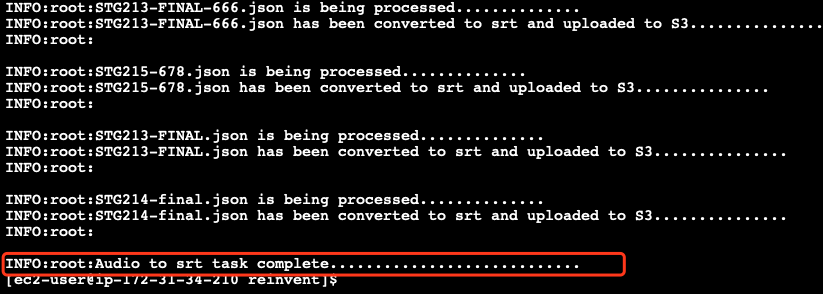 INFO:root:STG213-FINAL-666.json is being processed..............
INFO:root:STG213-FINAL-666.json has been converted to srt and uploaded to S3...............
INFO:root:
INFO:root:STG215-678.json is being processed..............
INFO:root:STG215-678.json has been converted to srt and uploaded to S3...............
INFO:root:
INFO:root:STG213-FINAL.json is being processed..............
INFO:root:STG213-FINAL.json has been converted to srt and uploaded to S3...............
INFO:root:
INFO:root:STG214-final.json is being processed..............
INFO:root:STG214-final.json has been converted to srt and uploaded to S3...............
INFO:root:
INFO:root:Audio to srt task complete............................
[ec2-user@ip-172-31-34-210 reinvent]$